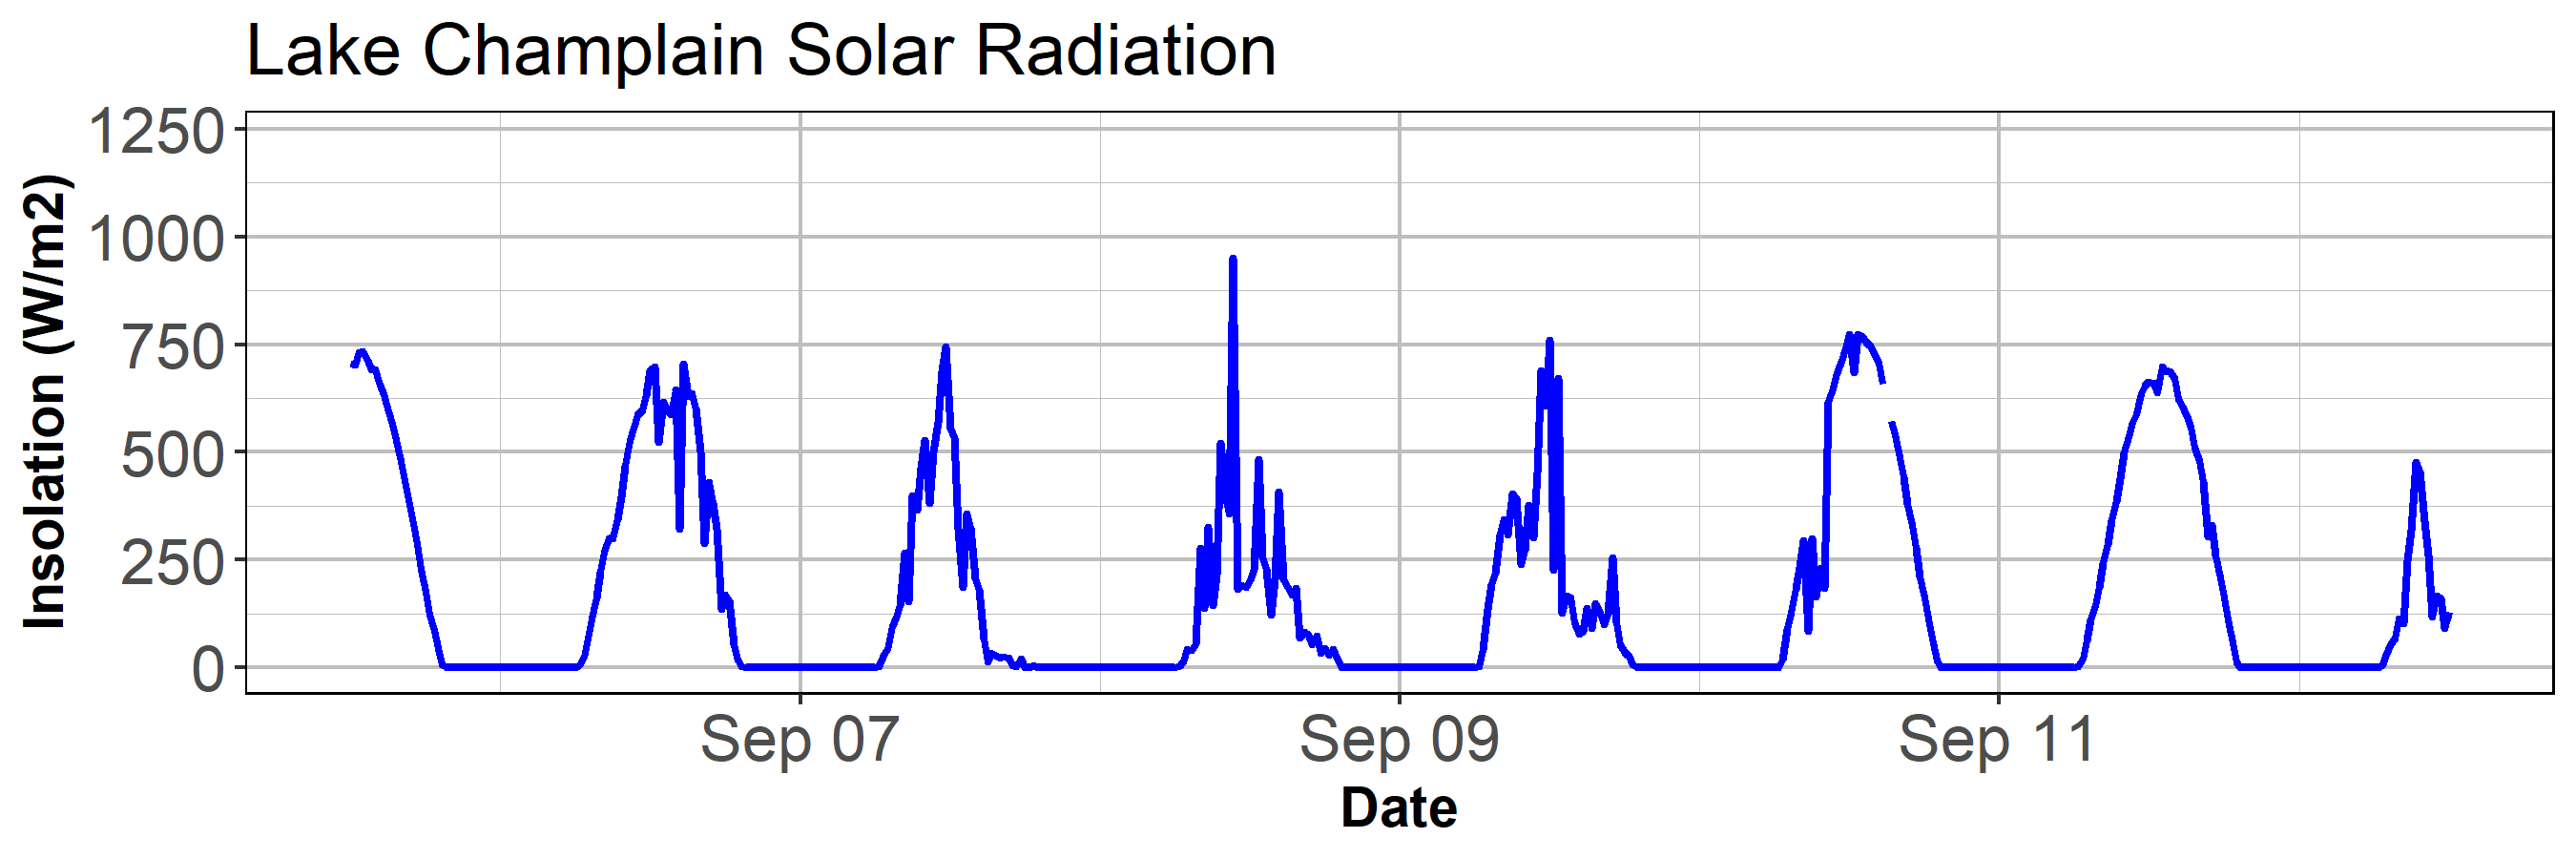 Lake Champlain Solar Radiation
Insolation (W/m2)
1250
1000
750
500
250
0
Sep 07
Sep 09
Sep 11
Date